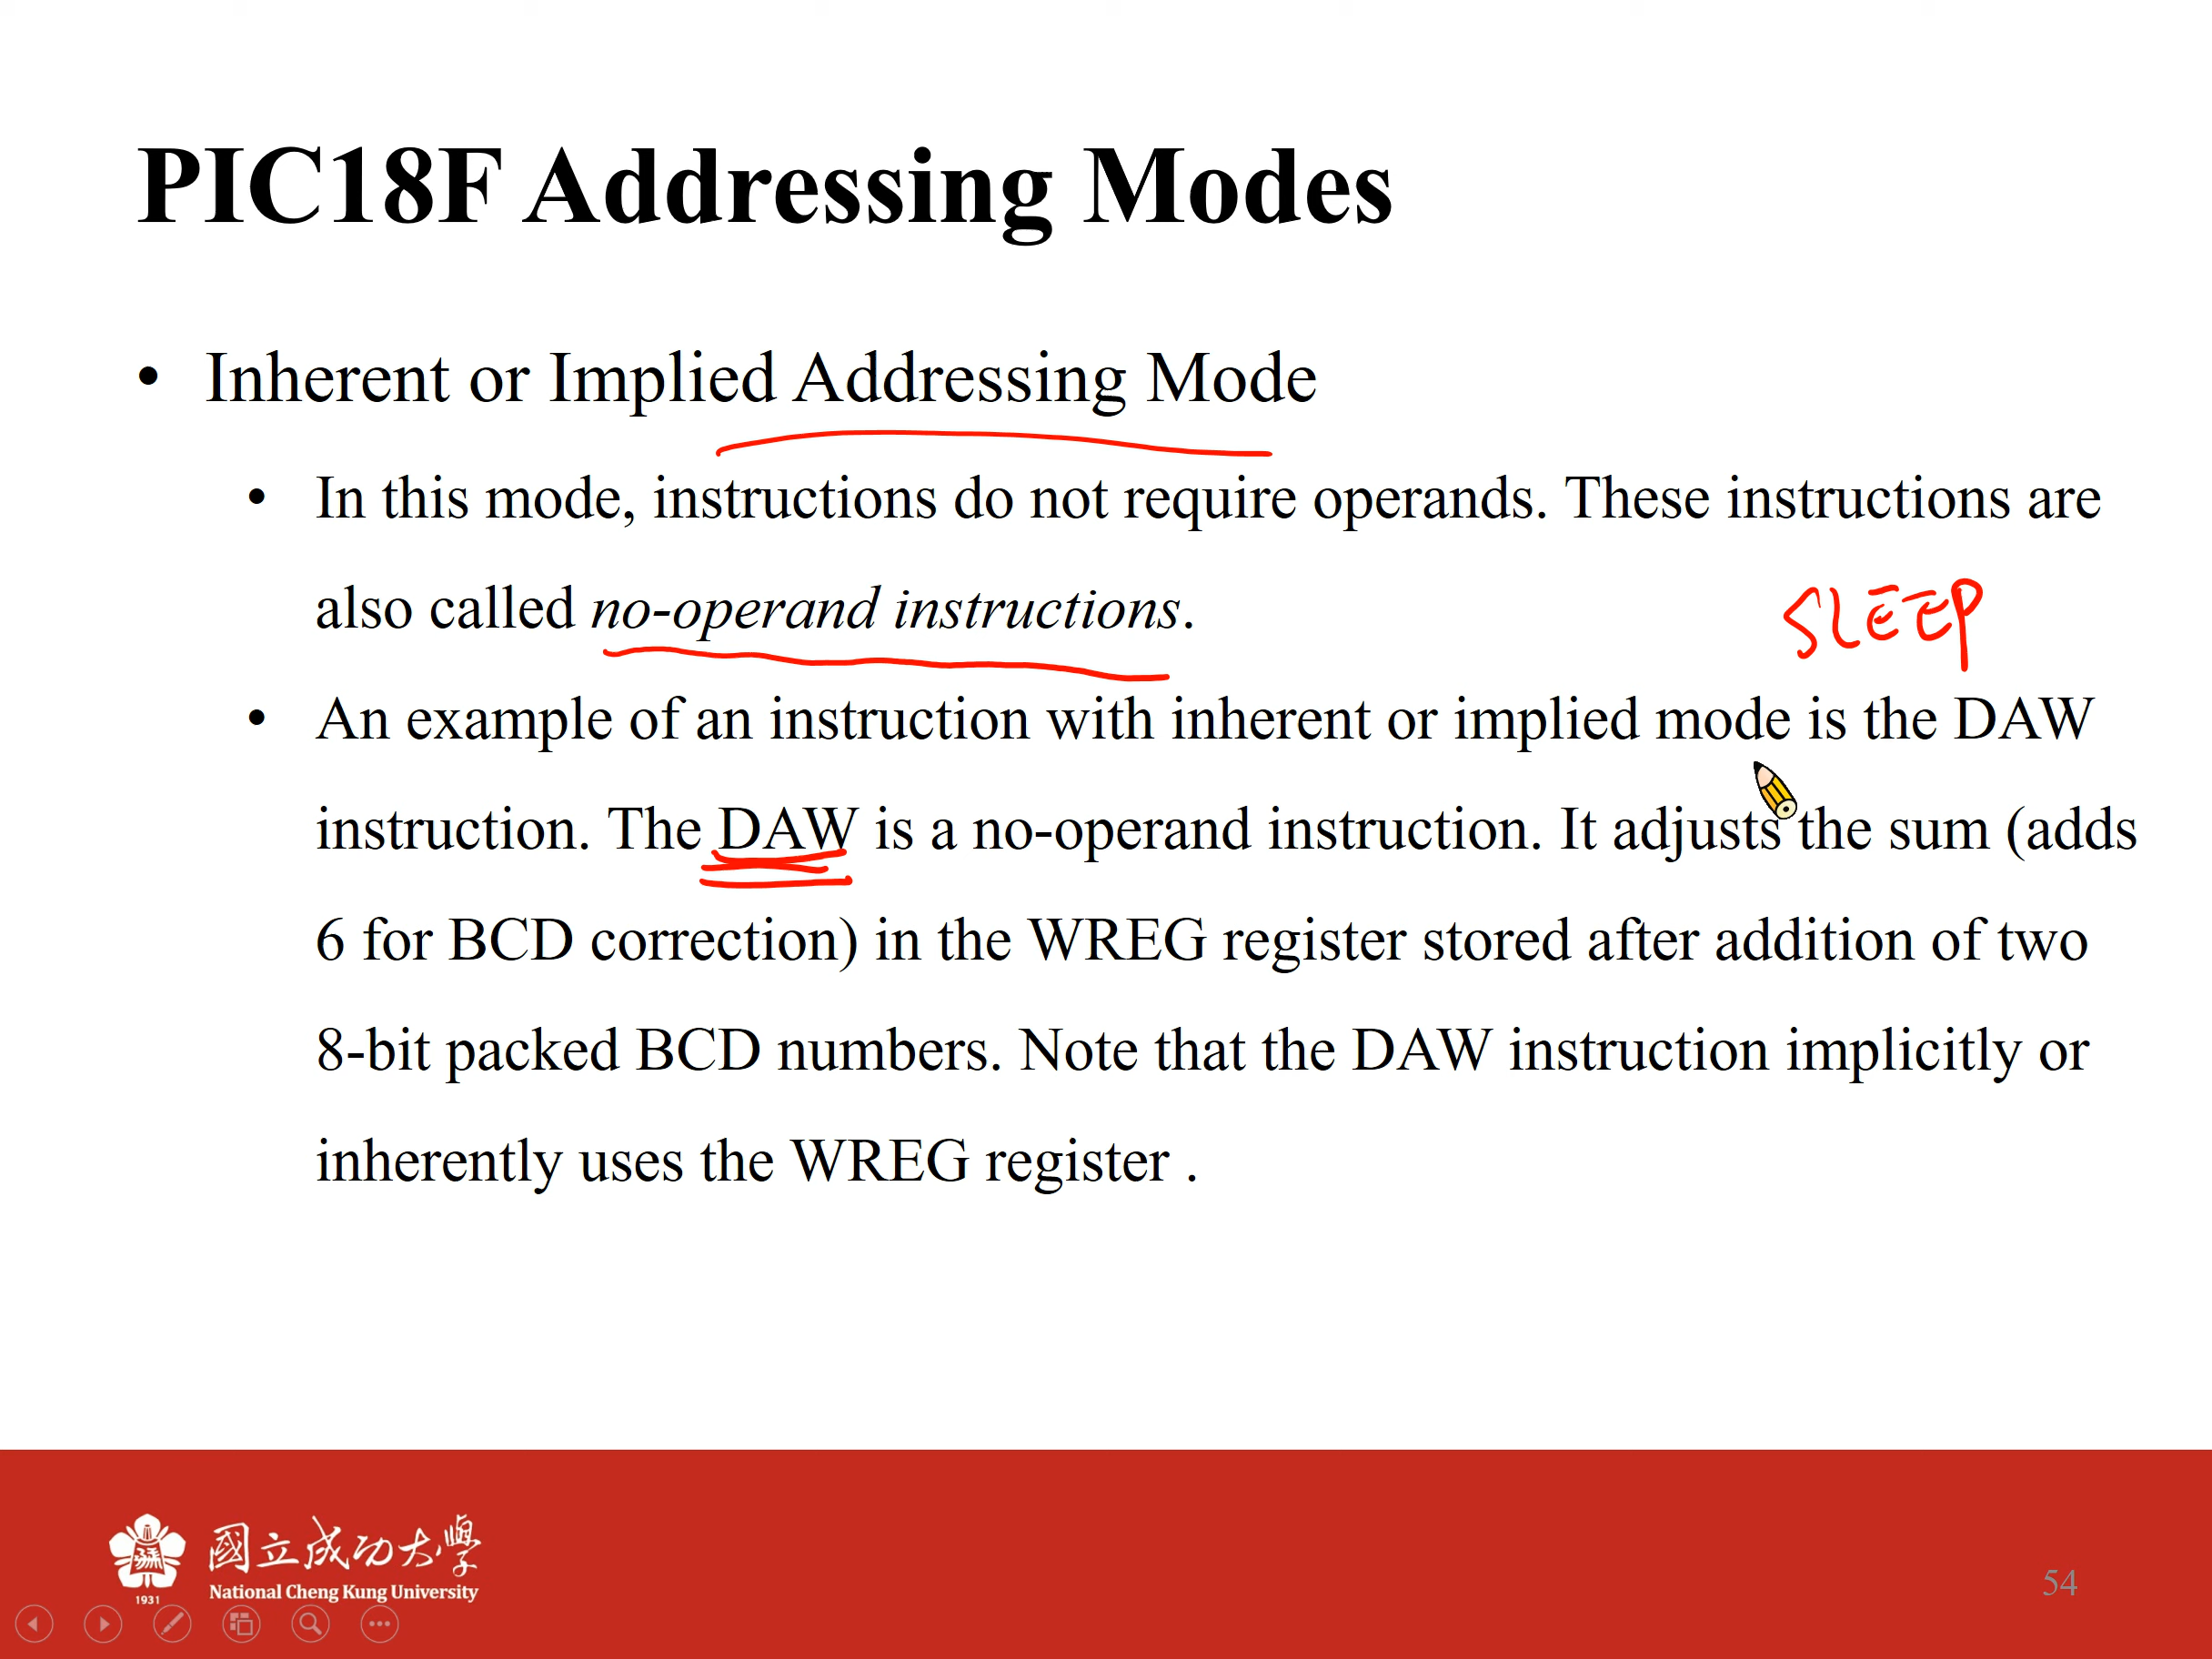 PIC18F Addressing Modes
• Inherent or Implied Addressing Mode
• In this mode, instructions do not require operands. These instructions are
also called no-operand instructions.
SLEEP
• An example of an instruction with inherent or implied mode is the DAW
instruction. The DAW is a no-operand instruction. It adjusts the sum (adds
6 for BCD correction) in the WREG register stored after addition of two
8-bit packed BCD numbers. Note that the DAW instruction implicitly or
inherently uses the WREG register .
國立成功大學
National Cheng Kung University
1931
54